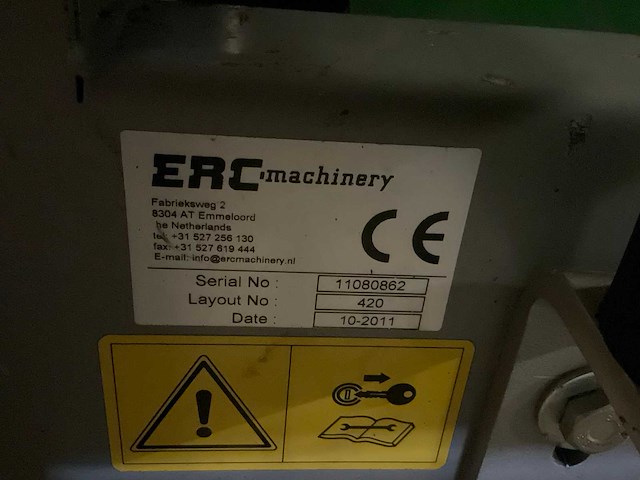 ERC machinery
Fabrieksweg 2
8304 AT Emmeloord
he Netherlands
tel: +31 527 256 130
fax: +31 527 619 444
E-mail: info@ercmachinery.nl
CE
Serial No : 11080862
Layout No : 420
Date : 10-2011